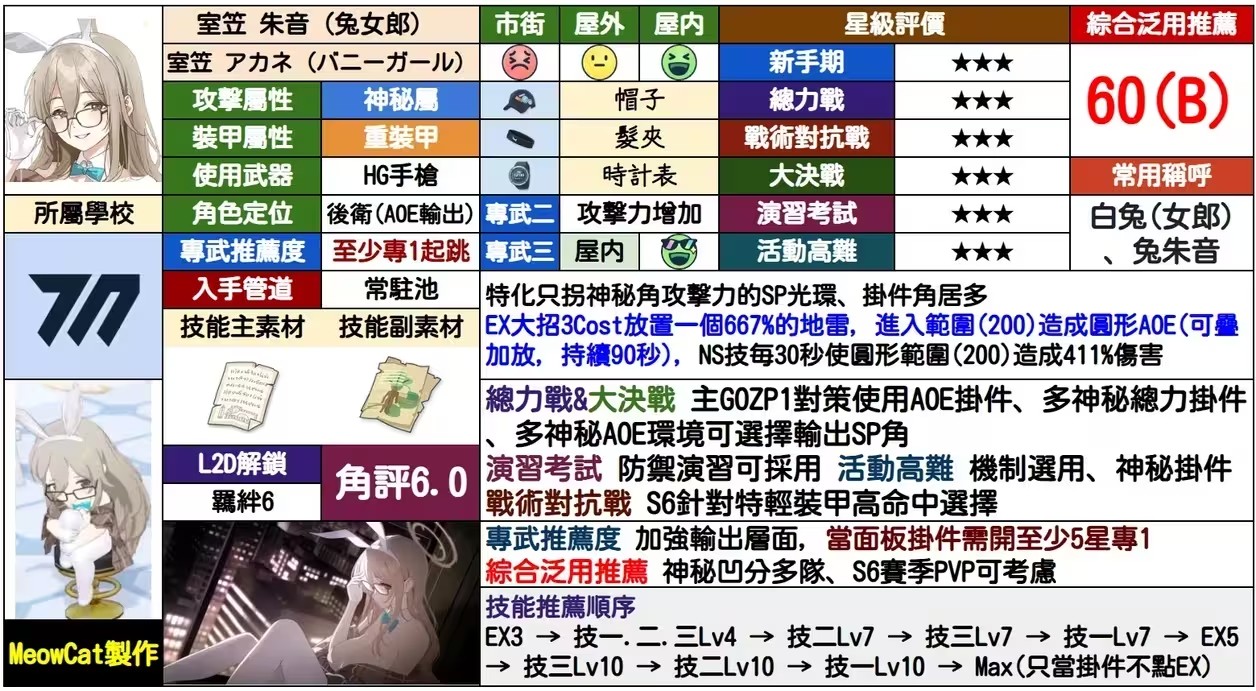 室笠 朱音（兔女郎）
室笠 アカネ（バニーガール）
攻擊屬性 神秘屬
裝甲屬性 重裝甲
使用武器 HG手槍
所屬學校
角色定位 後衛(AOE輸出)
專武推薦度 至少專1起跳
入手管道 常駐池
技能主素材 技能副素材
L2D解鎖
羈絆6
角評6.0
MeowCat製作
市街 屋外 屋内
帽子
髮夾
時計表
專武二 攻擊力增加
專武三 屋内
星級評價
新手期 ★★★
總力戰 ★★★
戰術對抗戰 ★★★
大決戰 ★★★
演習考試 ★★★
活動高難 ★★★
綜合泛用推薦
60(B)
常用稱呼
白兔(女郎)
、兔朱音
特化只拐神秘角攻擊力的SP光環、掛件角居多
EX大招3Cost放置一個667%的地雷, 進入範圍(200)造成圓形AOE(可疊
加放, 持續90秒), NS技每30秒使圓形範圍(200)造成411%傷害
總力戰&大決戰 主GOZP1對策使用AOE掛件、多神秘總力掛件
、多神秘AOE環境可選擇輸出SP角
演習考試 防禦演習可採用 活動高難 機制選用、神秘掛件
戰術對抗戰 S6針對特輕裝甲高命中選擇
專武推薦度 加強輸出層面, 當面板掛件需開至少5星專1
綜合泛用推薦 神秘凹分多隊、S6賽季PVP可考慮
技能推薦順序
EX3 → 技一.二.三Lv4 → 技二Lv7 → 技三Lv7 → 技一Lv7 → EX5
→ 技三Lv10 → 技二Lv10 → 技一Lv10 → Max(只當掛件不點EX)